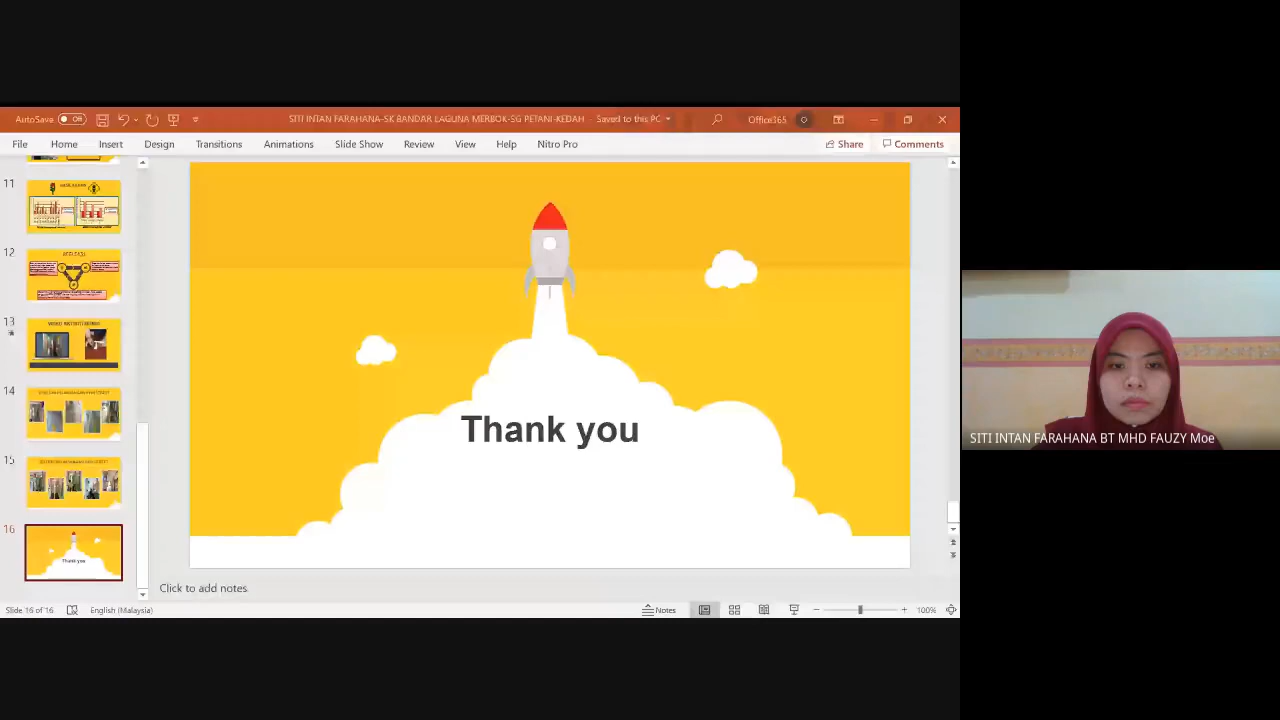 AutoSave Off
SITI INTAN FARAHANA-SK BANDAR LAGUNA MERBOK-SG PETANI-KEDAH - Saved to this PC
Office365
File Home Insert Design Transitions Animations Slide Show Review View Help Nitro Pro
Share Comments
11
12
13
14
15
16
Thank you
Thank you
Click to add notes
Slide 16 of 16 English (Malaysia)
Notes
100%
SITI INTAN FARAHANA BT MHD FAUZY Moe